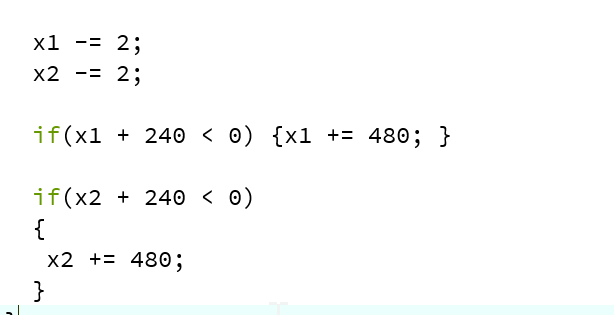 x1 -= 2;
x2 -= 2;
if(x1 + 240 < 0) {x1 += 480; }
if(x2 + 240 < 0)
{
x2 += 480;
}